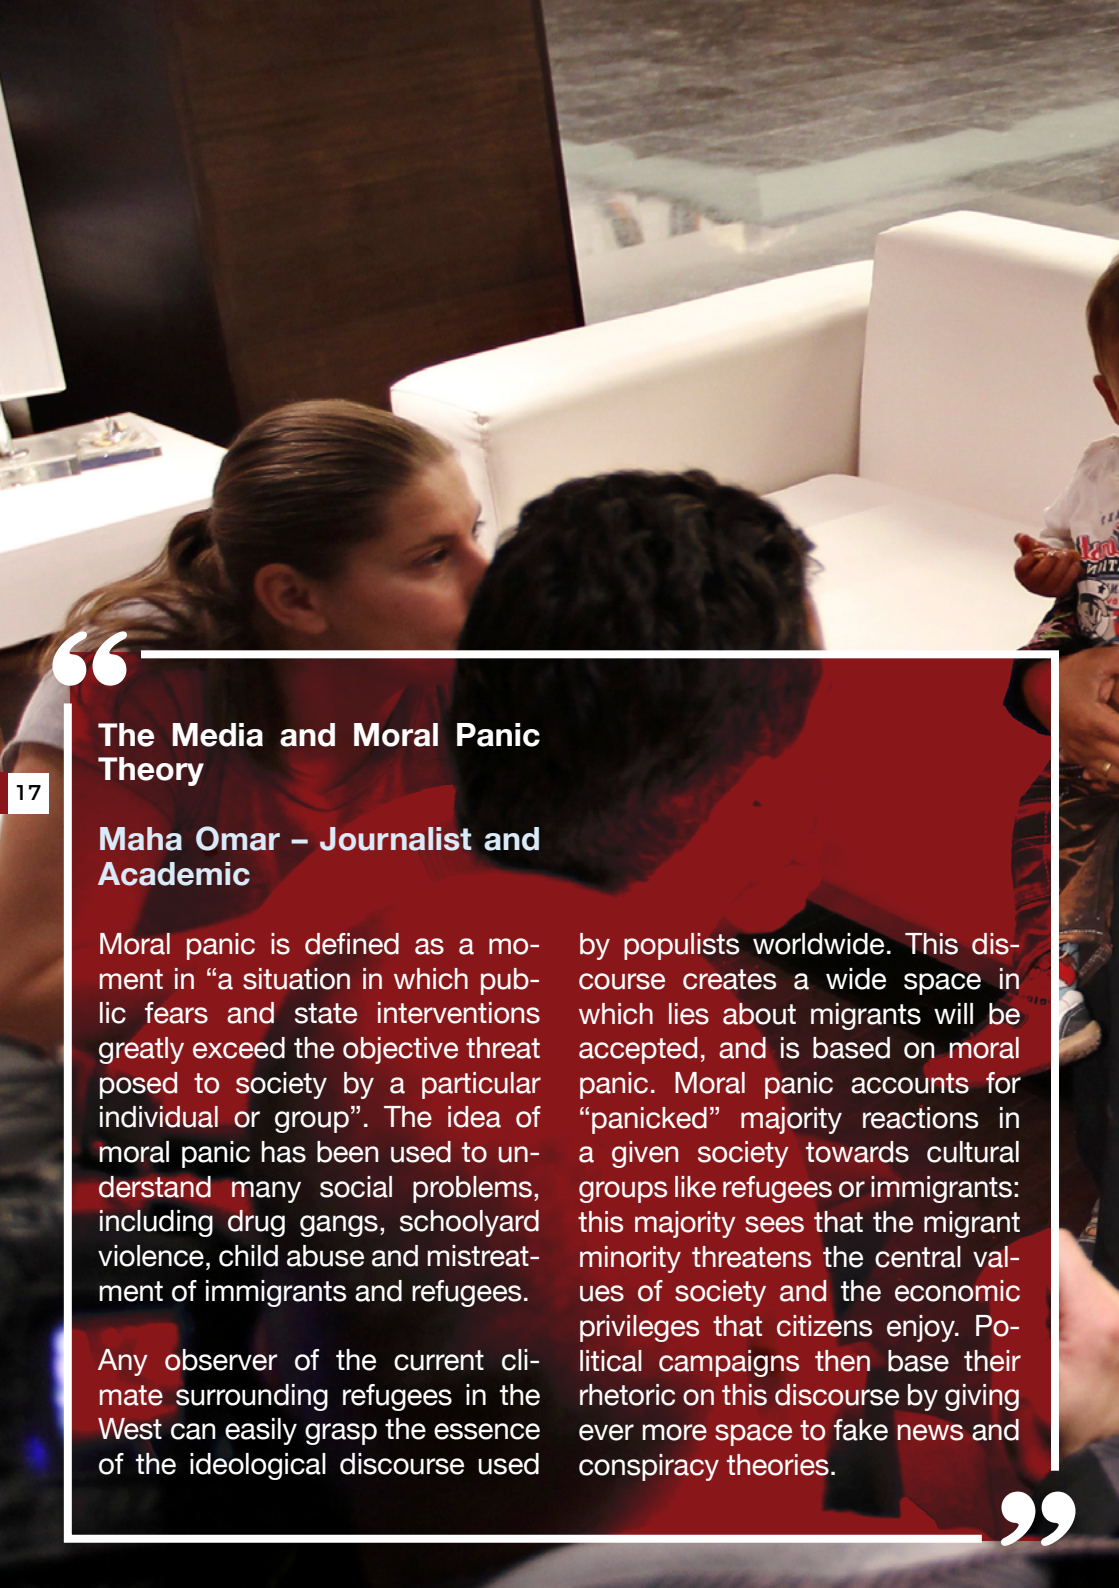 “
The Media and Moral Panic
Theory
17
Maha Omar – Journalist and
Academic
Moral panic is defined as a mo-
ment in “a situation in which pub-
lic fears and state interventions
greatly exceed the objective threat
posed to society by a particular
individual or group”. The idea of
moral panic has been used to un-
derstand many social problems,
including drug gangs, schoolyard
violence, child abuse and mistreat-
ment of immigrants and refugees.
Any observer of the current cli-
mate surrounding refugees in the
West can easily grasp the essence
of the ideological discourse used
by populists worldwide. This dis-
course creates a wide space in
which lies about migrants will be
accepted, and is based on moral
panic. Moral panic accounts for
“panicked” majority reactions in
a given society towards cultural
groups like refugees or immigrants:
this majority sees that the migrant
minority threatens the central val-
ues of society and the economic
privileges that citizens enjoy. Po-
litical campaigns then base their
rhetoric on this discourse by giving
ever more space to fake news and
conspiracy theories.
”